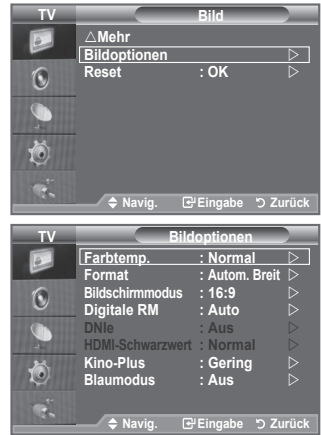 TV Bild
△Mehr
Bildoptionen ▷
Reset : OK ▷
Navig. Eingabe Zurück
TV Bildoptionen
Farbtemp. : Normal ▷
Format : Autom. Breit ▷
Bildschirmmodus : 16:9 ▷
Digitale RM : Auto ▷
DNIe : Aus ▷
HDMI-Schwarzwert : Normal ▷
Kino-Plus : Gering ▷
Blaumodus : Aus ▷
Navig. Eingabe Zurück